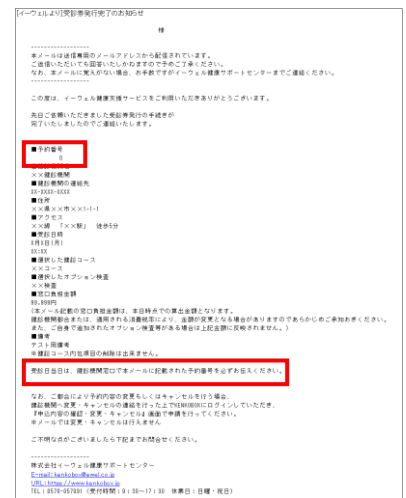 [イーウェルより]受診券発行完了のお知らせ
様
------------------
本メールは送信専用のメールアドレスから配信されています。
ご返信いただいても回答いたしかねますので予めご了承ください。
なお、本メールに覚えがない場合、お手数ですがイーウェル健康サポートセンターまでご連絡ください。
------------------
この度は、イーウェル健康支援サービスをご利用いただきありがとうございます。
先日ご依頼いただきました受診券発行の手続きが
完了いたしましたのでご連絡いたします。
■予約番号
0
××健診機関
■健診機関の連絡先
XX-XXXX-XXXX
■住所
××県××市××1-1-1
■アクセス
××線 「××駅」 徒歩5分
■受診日時
X月X日(月)
XX:XX
■選択した健診コース
××コース
■選択したオプション検査
××検査
■窓口負担金額
99,999円
(本メール記載の窓口負担金額は、本日時点での算出金額となります。
健診機関都合または、適用される消費税率により、金額が変更となる場合がありますのであらかじめご承知おきください。
また、ご自身で追加されたオプション検査等がある場合は上記金額に反映されません。)
■備考
テスト用備考
※健診コース内包項目の削除は出来ません。
受診日当日は、健診機関窓口で本メールに記載された予約番号を必ずお伝えください。
なお、ご都合により予約内容の変更もしくはキャンセルを行う場合、
健診機関へ変更・キャンセルの連絡を行った上でKENKOBOXにログインしていただき、
『申込内容の確認・変更・キャンセル』画面で申請を行ってください。
※メールでは変更・キャンセルは行えません
ご不明な点がございましたら下記までお問合せください。
------------------
株式会社イーウェル健康サポートセンター
E-mail:kenkobox@ewel.co.jp
URL:https://www.kenkobox.jp
TEL:0570-057091 (受付時間:9:30～17:30 休業日:日曜・祝日)